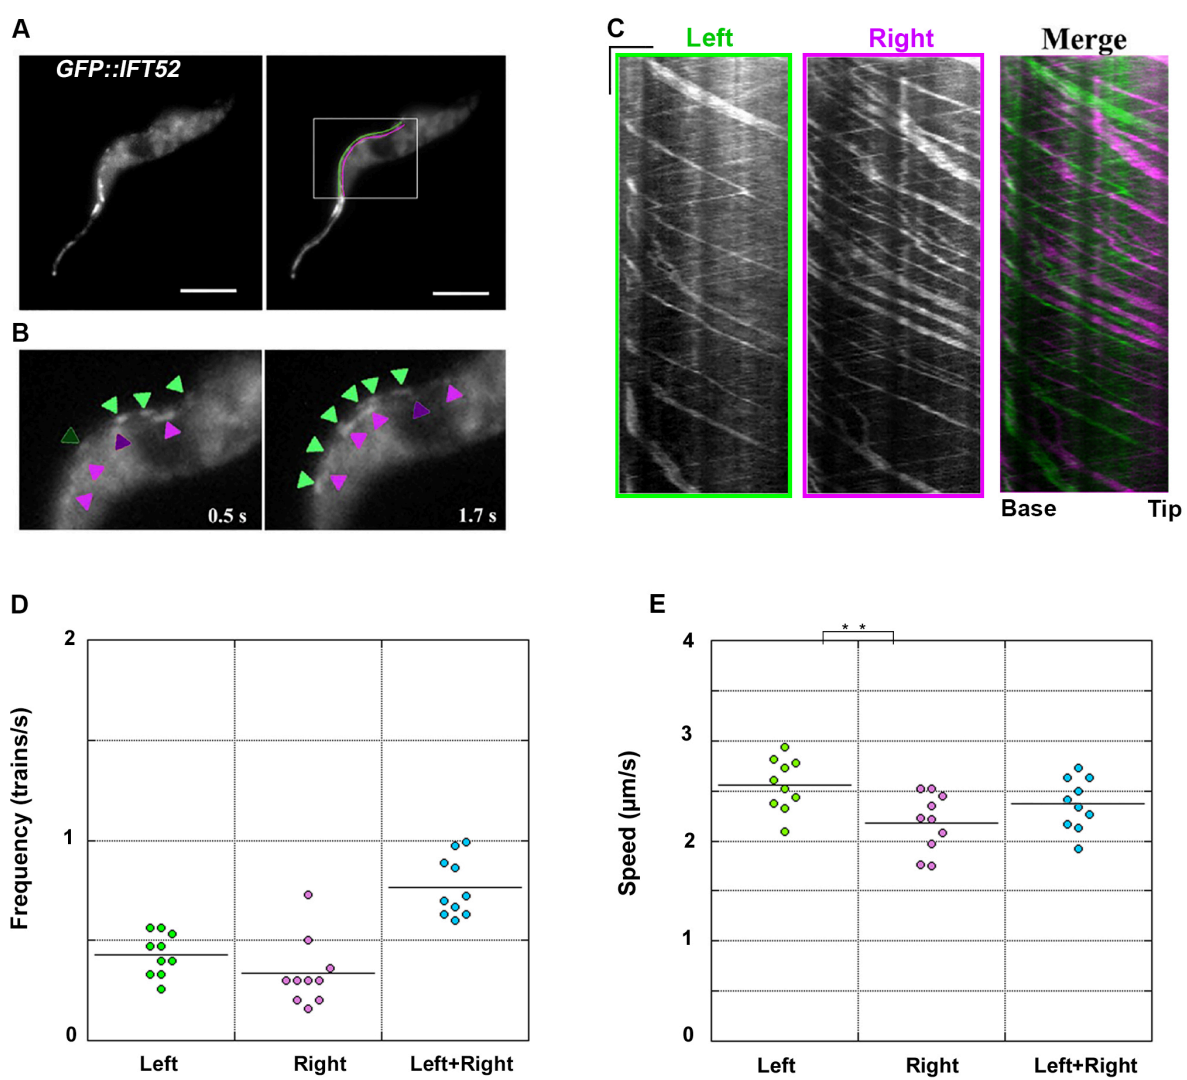 A
GFP::IFT52
B
0.5 s
1.7 s
C
Left
Right
Merge
Base
Tip
D
Frequency (trains/s)
2
1
0
Left
Right
Left+Right
E
* *
Speed (µm/s)
4
3
2
1
0
Left
Right
Left+Right